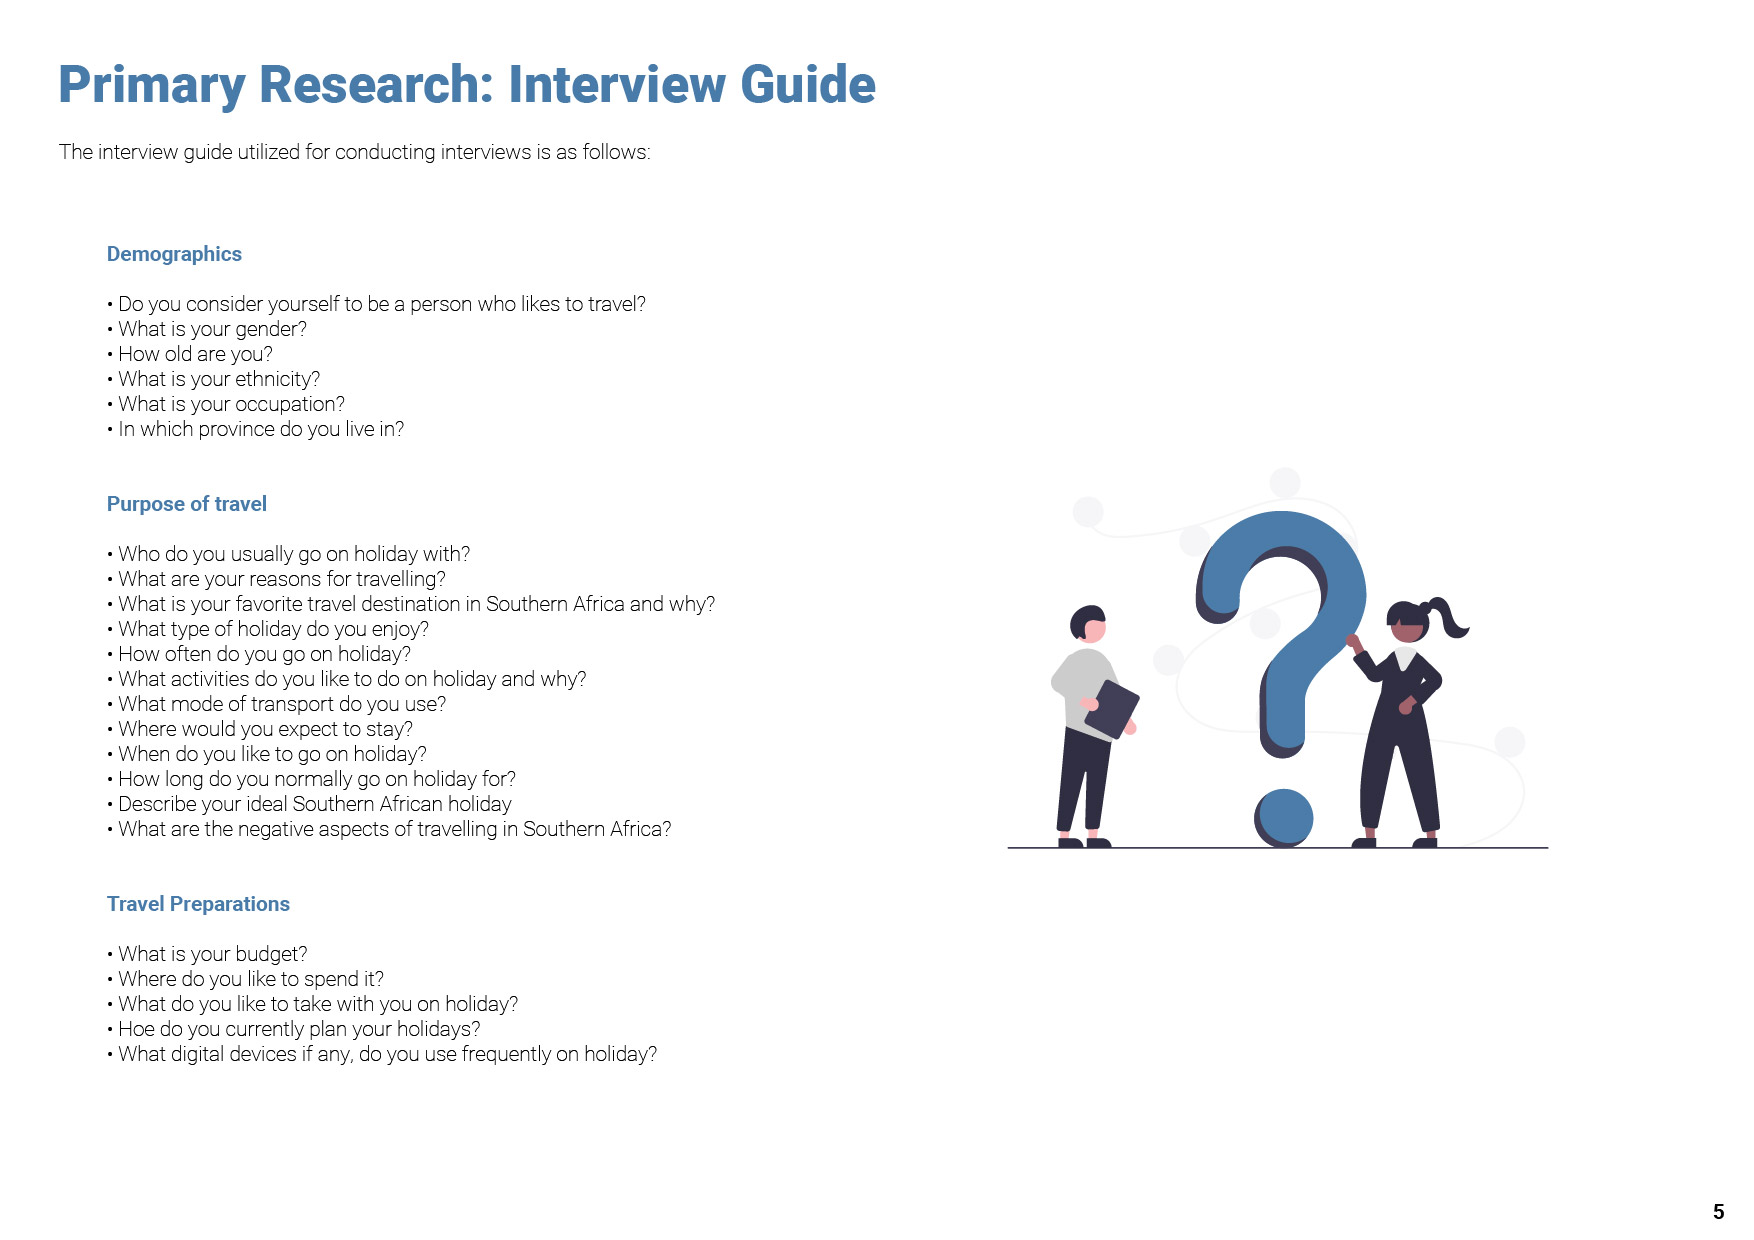 Primary Research: Interview Guide
The interview guide utilized for conducting interviews is as follows:
Demographics
• Do you consider yourself to be a person who likes to travel?
• What is your gender?
• How old are you?
• What is your ethnicity?
• What is your occupation?
• In which province do you live in?
Purpose of travel
• Who do you usually go on holiday with?
• What are your reasons for travelling?
• What is your favorite travel destination in Southern Africa and why?
• What type of holiday do you enjoy?
• How often do you go on holiday?
• What activities do you like to do on holiday and why?
• What mode of transport do you use?
• Where would you expect to stay?
• When do you like to go on holiday?
• How long do you normally go on holiday for?
• Describe your ideal Southern African holiday
• What are the negative aspects of travelling in Southern Africa?
Travel Preparations
• What is your budget?
• Where do you like to spend it?
• What do you like to take with you on holiday?
• Hoe do you currently plan your holidays?
• What digital devices if any, do you use frequently on holiday?
5